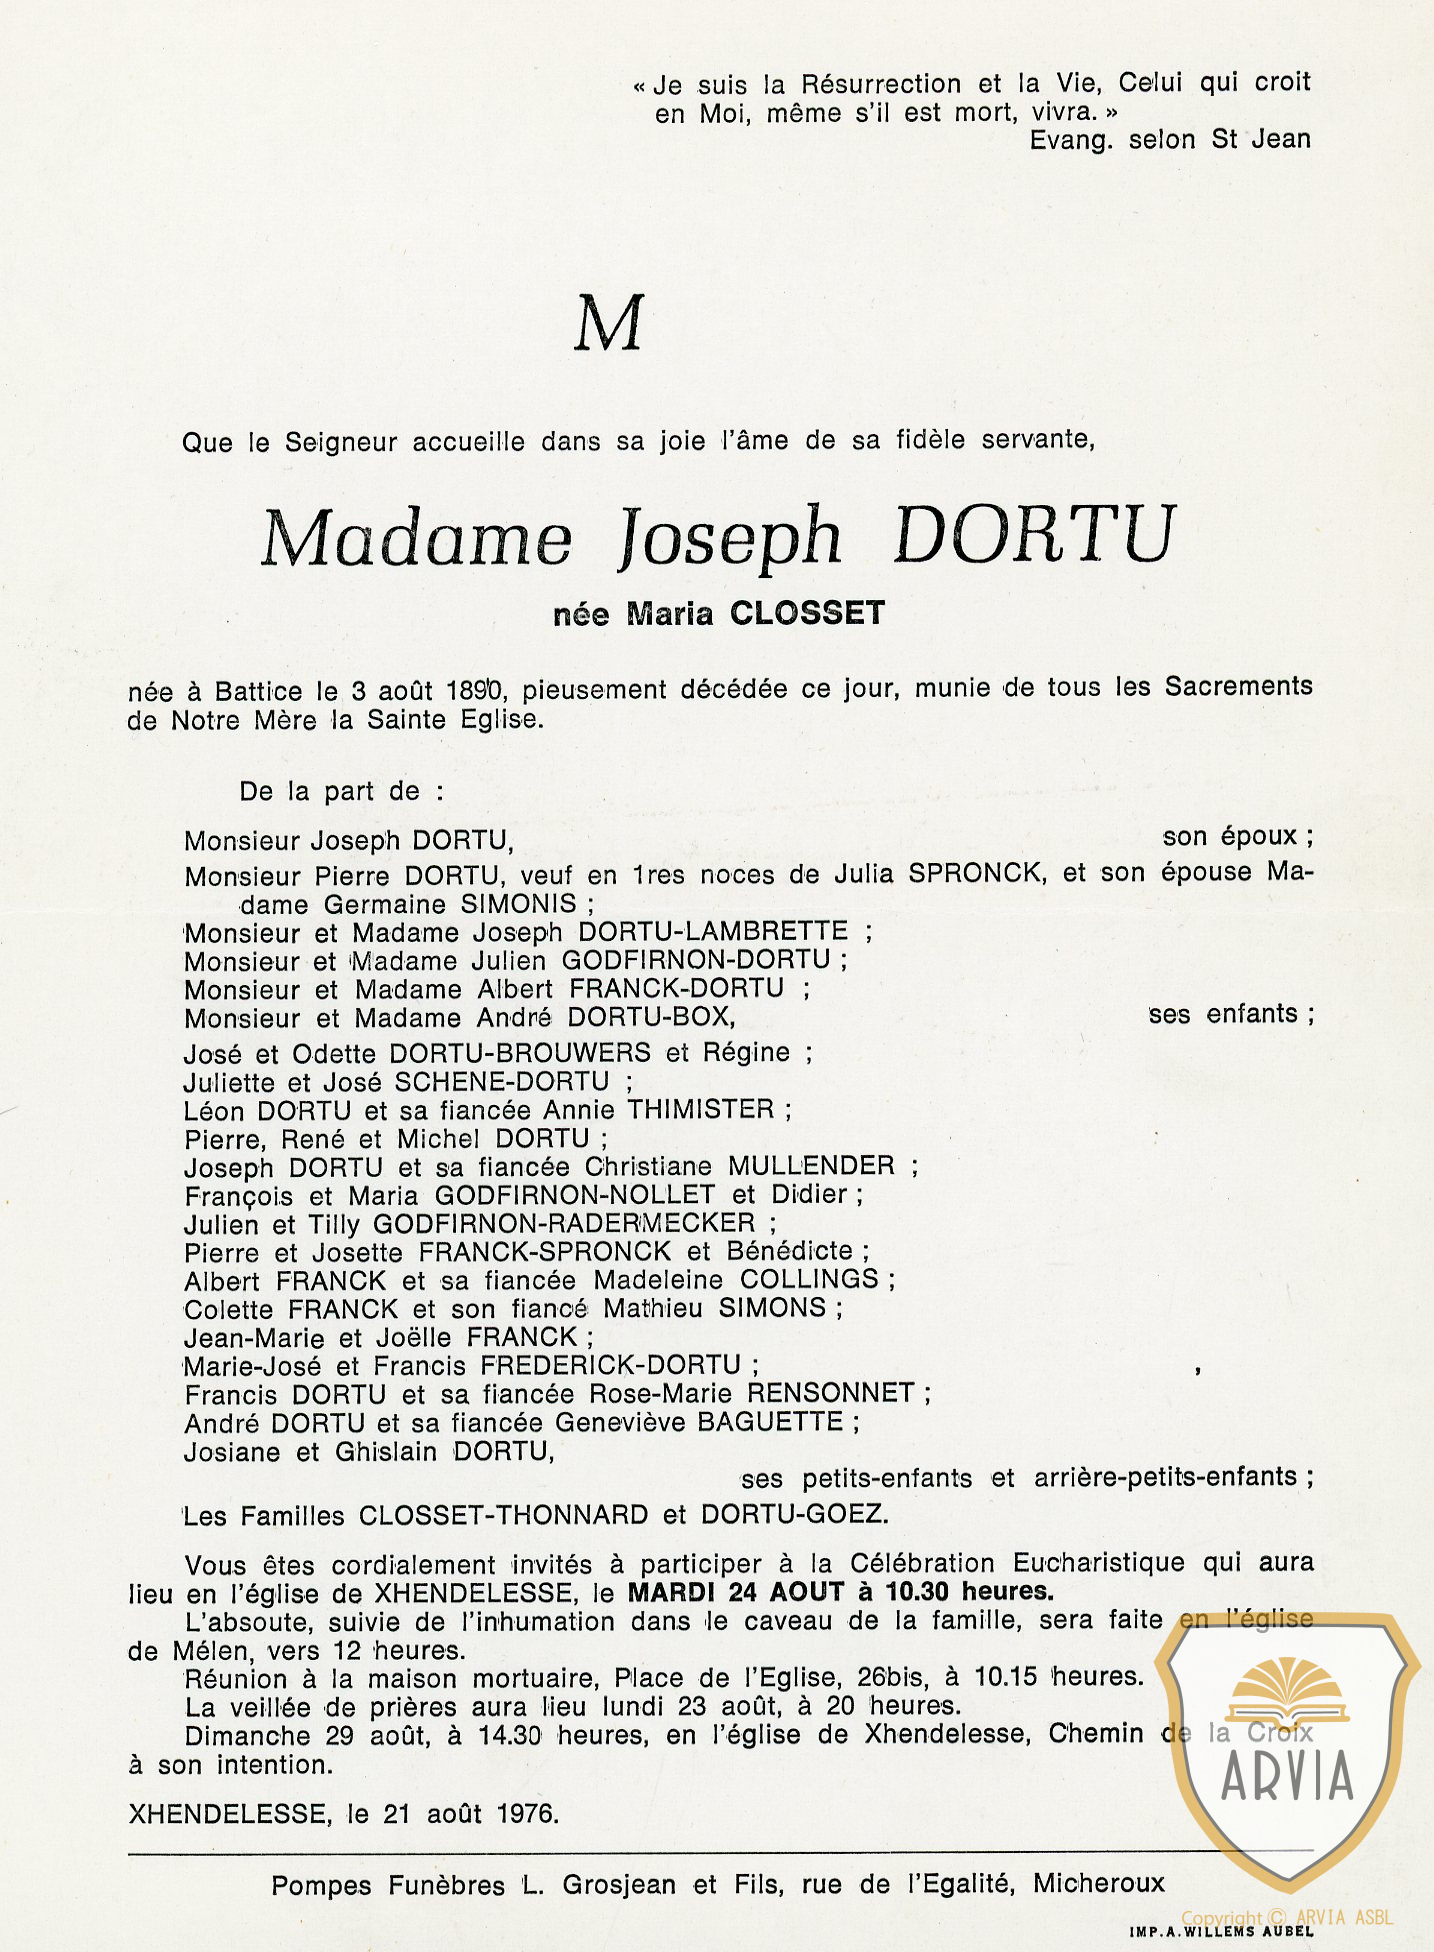 « Je suis la Résurrection et la Vie, Celui qui croit
en Moi, même s'il est mort, vivra. »
Evang. selon St Jean
M
Que le Seigneur accueille dans sa joie l'âme de sa fidèle servante,
Madame Joseph DORTU
née Maria CLOSSET
née à Battice le 3 août 1890, pieusement décédée ce jour, munie de tous les Sacrements
de Notre Mère la Sainte Eglise.
De la part de :
Monsieur Joseph DORTU, son époux ;
Monsieur Pierre DORTU, veuf en 1res noces de Julia SPRONCK, et son épouse Ma-
dame Germaine SIMONIS ;
Monsieur et Madame Joseph DORTU-LAMBRETTE ;
Monsieur et Madame Julien GODFIRNON-DORTU ;
Monsieur et Madame Albert FRANCK-DORTU ;
Monsieur et Madame André DORTU-BOX, ses enfants ;
José et Odette DORTU-BROUWERS et Régine ;
Juliette et José SCHENE-DORTU ;
Léon DORTU et sa fiancée Annie THIMISTER ;
Pierre, René et Michel DORTU ;
Joseph DORTU et sa fiancée Christiane MULLENDER ;
François et Maria GODFIRNON-NOLLET et Didier ;
Julien et Tilly GODFIRNON-RADERMECKER ;
Pierre et Josette FRANCK-SPRONCK et Bénédicte ;
Albert FRANCK et sa fiancée Madeleine COLLINGS ;
Colette FRANCK et son fiancé Mathieu SIMONS ;
Jean-Marie et Joëlle FRANCK ;
Marie-José et Francis FREDERICK-DORTU ;
Francis DORTU et sa fiancée Rose-Marie RENSONNET ;
André DORTU et sa fiancée Geneviève BAGUETTE ;
Josiane et Ghislain DORTU,
ses petits-enfants et arrière-petits-enfants ;
Les Familles CLOSSET-THONNARD et DORTU-GOEZ.
Vous êtes cordialement invités à participer à la Célébration Eucharistique qui aura
lieu en l'église de XHENDELESSE, le MARDI 24 AOUT à 10.30 heures.
L'absoute, suivie de l'inhumation dans le caveau de la famille, sera faite en l'église
de Mélen, vers 12 heures.
Réunion à la maison mortuaire, Place de l'Eglise, 26bis, à 10.15 heures.
La veillée de prières aura lieu lundi 23 août, à 20 heures.
Dimanche 29 août, à 14.30 heures, en l'église de Xhendelesse, Chemin de la Croix
à son intention.
ARVIA
XHENDELESSE, le 21 août 1976.
Pompes Funèbres L. Grosjean et Fils, rue de l'Egalité, Micheroux
Copyright © ARVIA ASBL
IMP.A.WILLEMS AUBEL